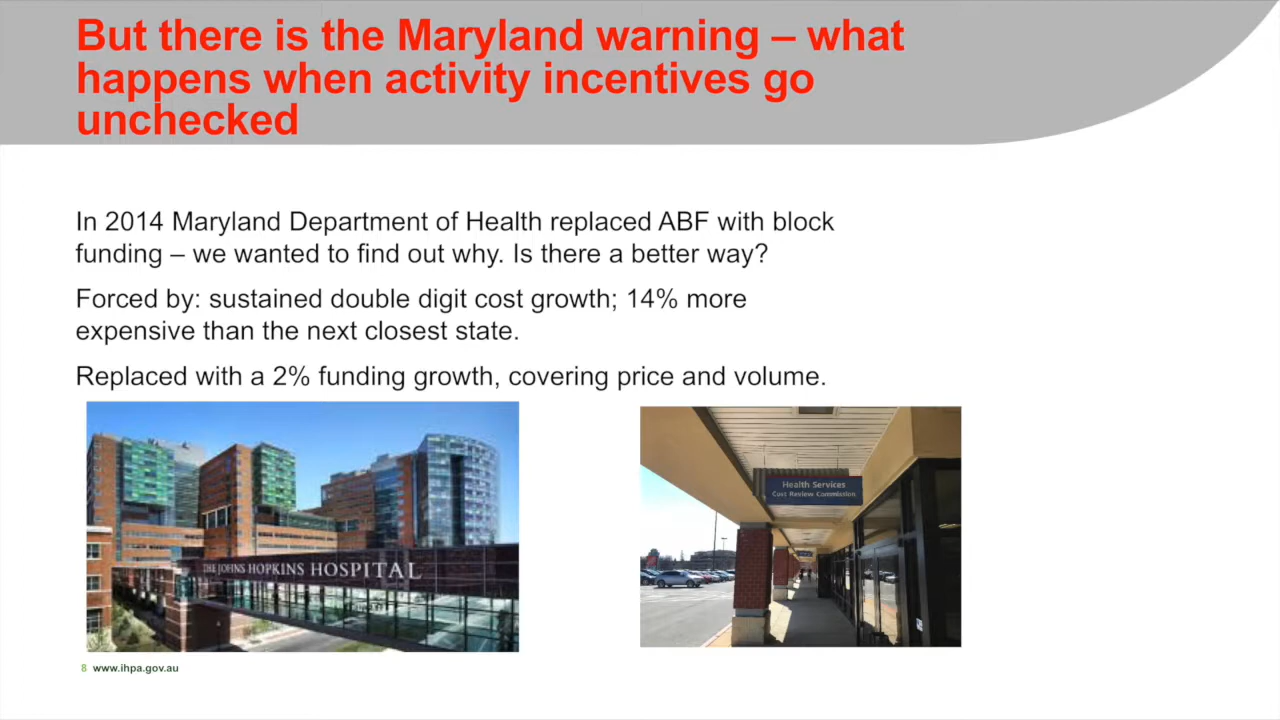 But there is the Maryland warning – what
happens when activity incentives go
unchecked
In 2014 Maryland Department of Health replaced ABF with block
funding – we wanted to find out why. Is there a better way?
Forced by: sustained double digit cost growth; 14% more
expensive than the next closest state.
Replaced with a 2% funding growth, covering price and volume.
THE JOHNS HOPKINS HOSPITAL
Health Services
Cost Review Commission
8 www.ihpa.gov.au